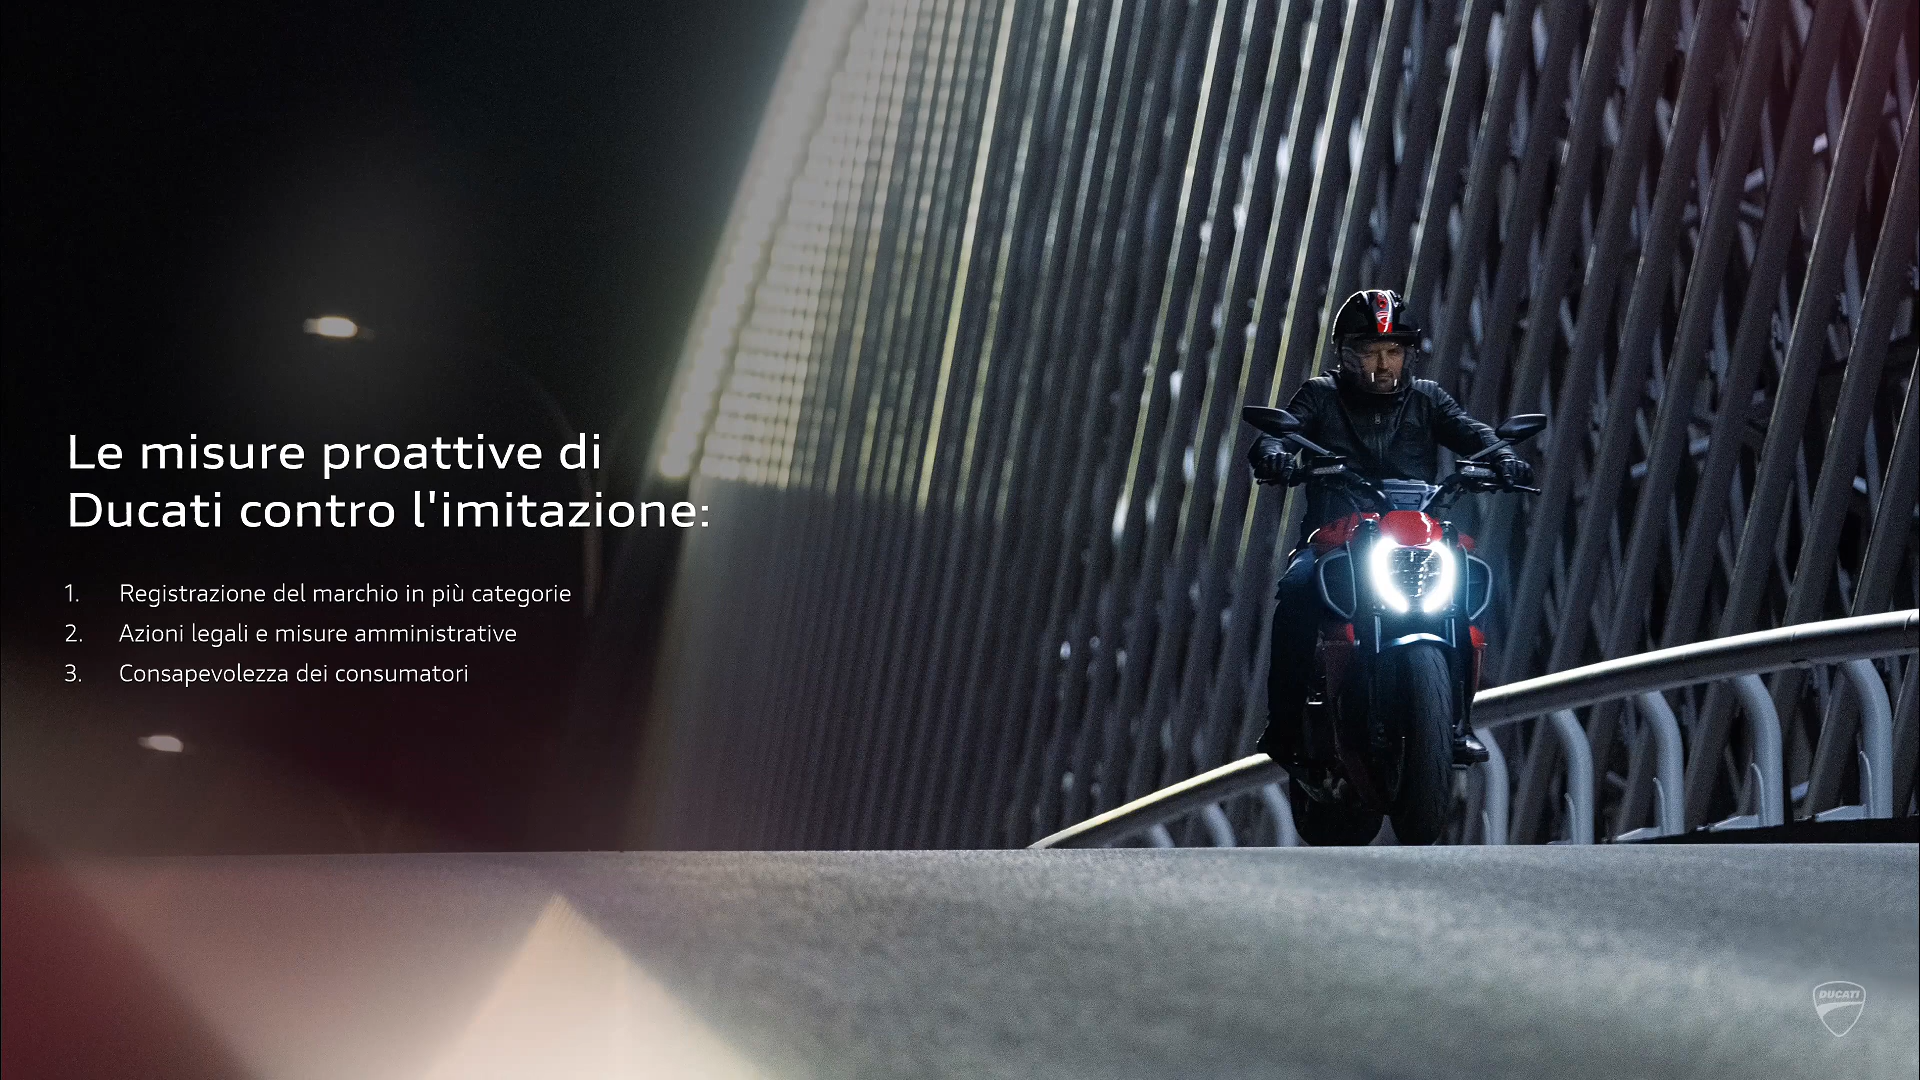 Le misure proattive di
Ducati contro l'imitazione:
1. Registrazione del marchio in più categorie
2. Azioni legali e misure amministrative
3. Consapevolezza dei consumatori
DUCATI